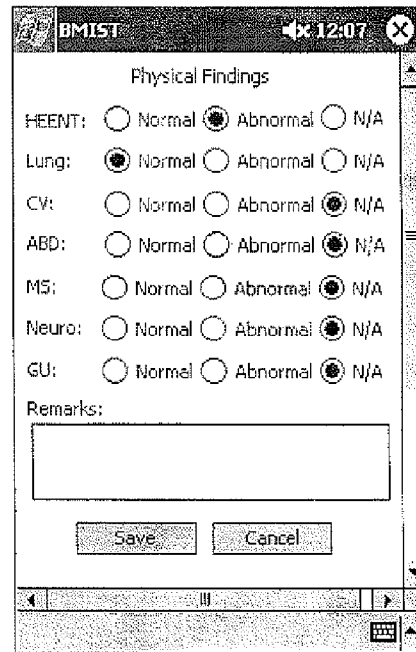 BMIST 12:07
Physical Findings
HEENT: Normal Abnormal N/A
Lung: Normal Abnormal N/A
CV: Normal Abnormal N/A
ABD: Normal Abnormal N/A
MS: Normal Abnormal N/A
Neuro: Normal Abnormal N/A
GU: Normal Abnormal N/A
Remarks:
Save Cancel